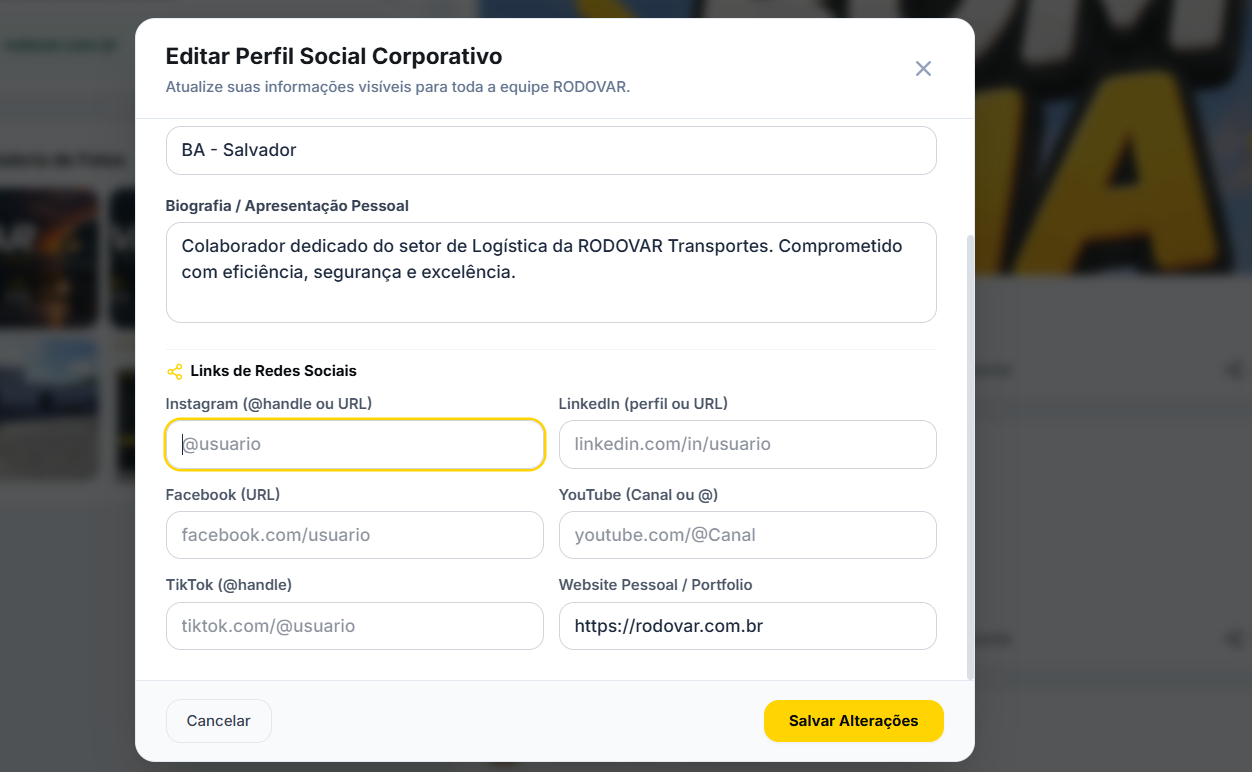 Editar Perfil Social Corporativo
Atualize suas informações visíveis para toda a equipe RODOVAR.
BA - Salvador
Biografia / Apresentação Pessoal
Colaborador dedicado do setor de Logística da RODOVAR Transportes. Comprometido
com eficiência, segurança e excelência.
Links de Redes Sociais
Instagram (@handle ou URL)
LinkedIn (perfil ou URL)
@usuario
linkedin.com/in/usuario
Facebook (URL)
YouTube (Canal ou @)
facebook.com/usuario
youtube.com/@Canal
TikTok (@handle)
Website Pessoal / Portfolio
tiktok.com/@usuario
https://rodovar.com.br
Cancelar
Salvar Alterações